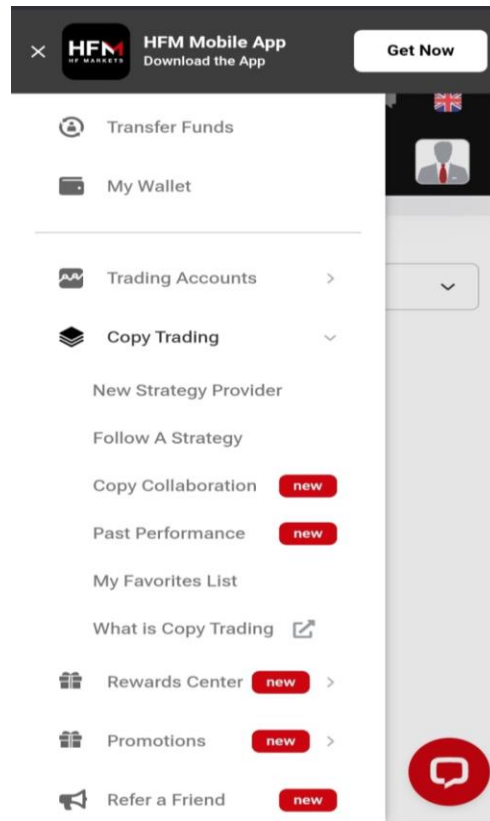 HFM Mobile App
HF MARKETS
Download the App
Get Now
Transfer Funds
My Wallet
Trading Accounts
Copy Trading
New Strategy Provider
Follow A Strategy
Copy Collaboration new
Past Performance new
My Favorites List
What is Copy Trading
Rewards Center new
Promotions new
Refer a Friend new